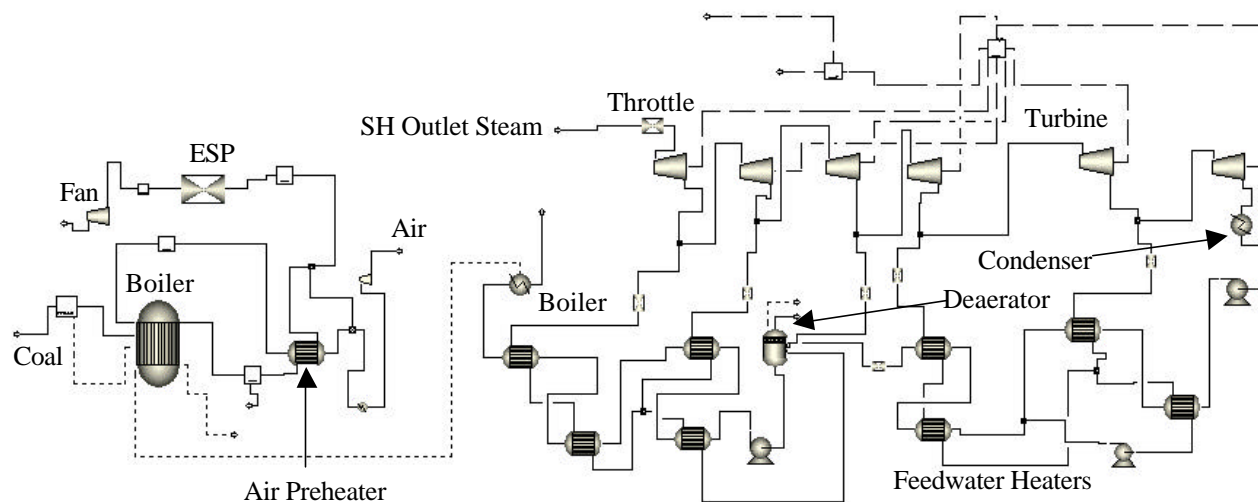 Throttle
SH Outlet Steam
Turbine
ESP
Fan
Air
Boiler
Condenser
Boiler
Deaerator
Coal
Feedwater Heaters
Air Preheater